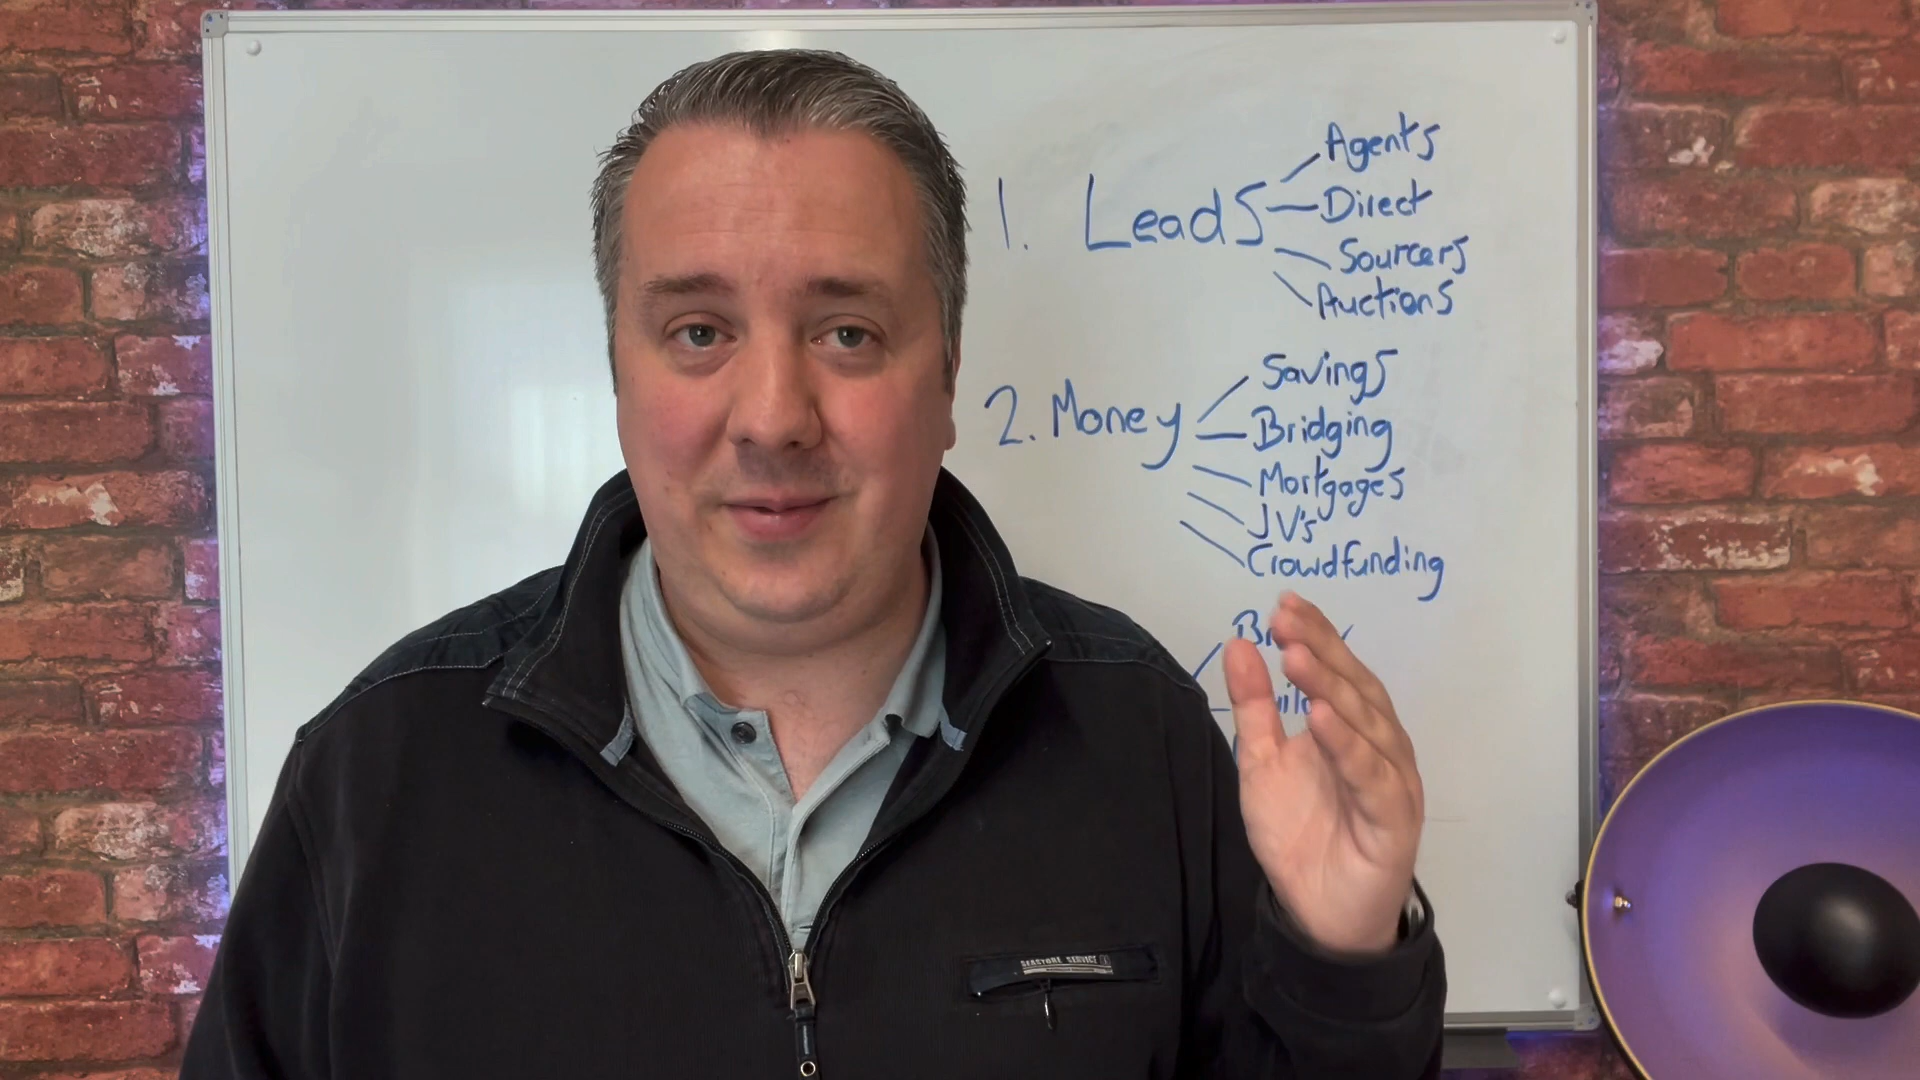 1. Leads
Agents
Direct
Sourcers
Auctions
2. Money
Savings
Bridging
Mortgages
JV's
Crowdfunding